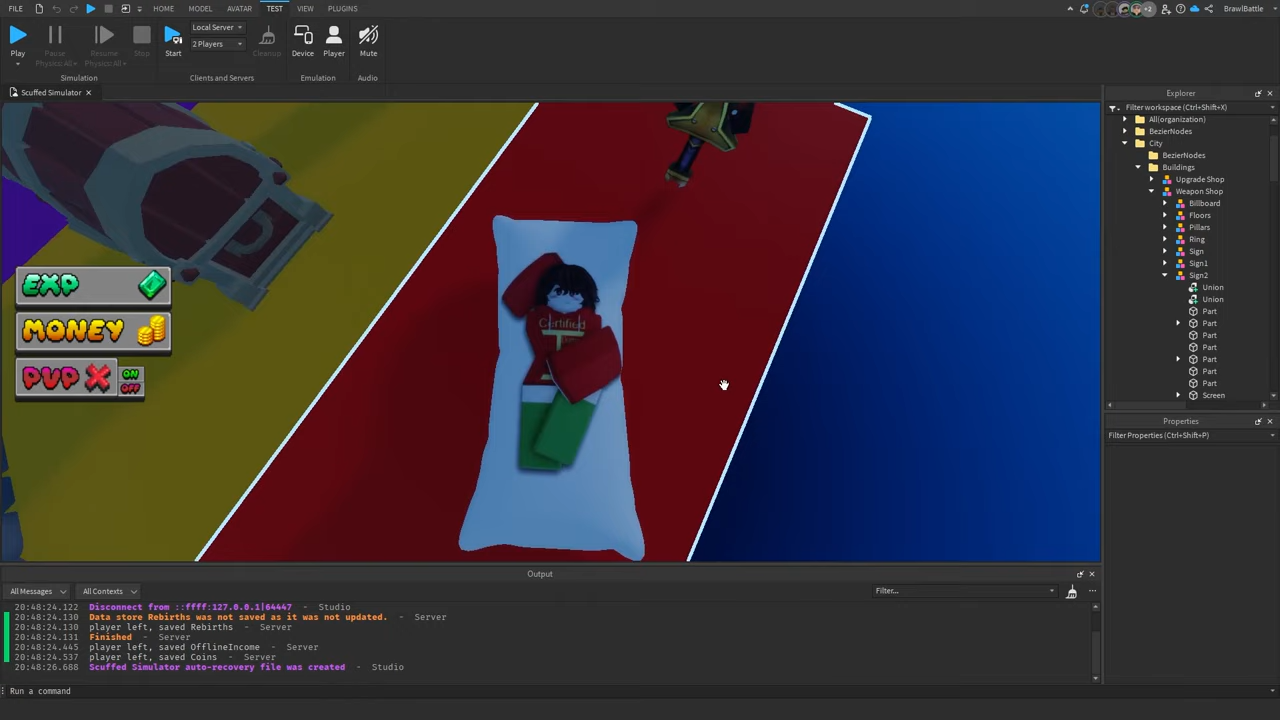 FILE HOME MODEL AVATAR TEST VIEW PLUGINS +2 BrawlBattle
Play Pause Resume Stop Start Local Server 2 Players Cleanup Device Player Mute
Physics: All Physics: All
Simulation Clients and Servers Emulation Audio
Scuffed Simulator
Explorer
Filter workspace (Ctrl+Shift+X)
All(organization)
BezierNodes
City
BezierNodes
Buildings
Upgrade Shop
Weapon Shop
Billboard
Floors
Pillars
Ring
Sign
Sign1
Sign2
Union
Union
Part
Part
Part
Part
Part
Part
Part
Screen
Properties
Filter Properties (Ctrl+Shift+P)
EXP
MONEY
PVP ON
OFF
Certified
Output
All Messages All Contexts Filter...
20:48:24.122 Disconnect from ::ffff:127.0.0.1|64447 - Studio
20:48:24.130 Data store Rebirths was not saved as it was not updated. - Server
20:48:24.130 player left, saved Rebirths - Server
20:48:24.131 Finished - Server
20:48:24.445 player left, saved OfflineIncome - Server
20:48:24.537 player left, saved Coins - Server
20:48:26.688 Scuffed Simulator auto-recovery file was created - Studio
Run a command